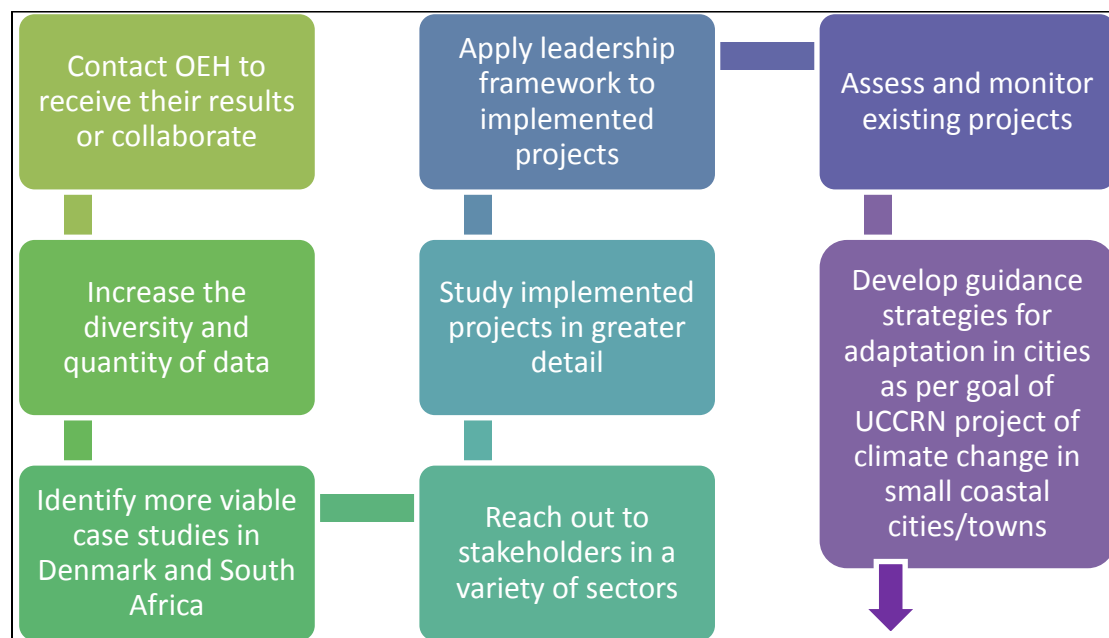 Contact OEH to
receive their results
or collaborate
Increase the
diversity and
quantity of data
Identify more viable
case studies in
Denmark and South
Africa
Reach out to
stakeholders in a
variety of sectors
Study implemented
projects in greater
detail
Apply leadership
framework to
implemented
projects
Assess and monitor
existing projects
Develop guidance
strategies for
adaptation in cities
as per goal of
UCCRN project of
climate change in
small coastal
cities/towns